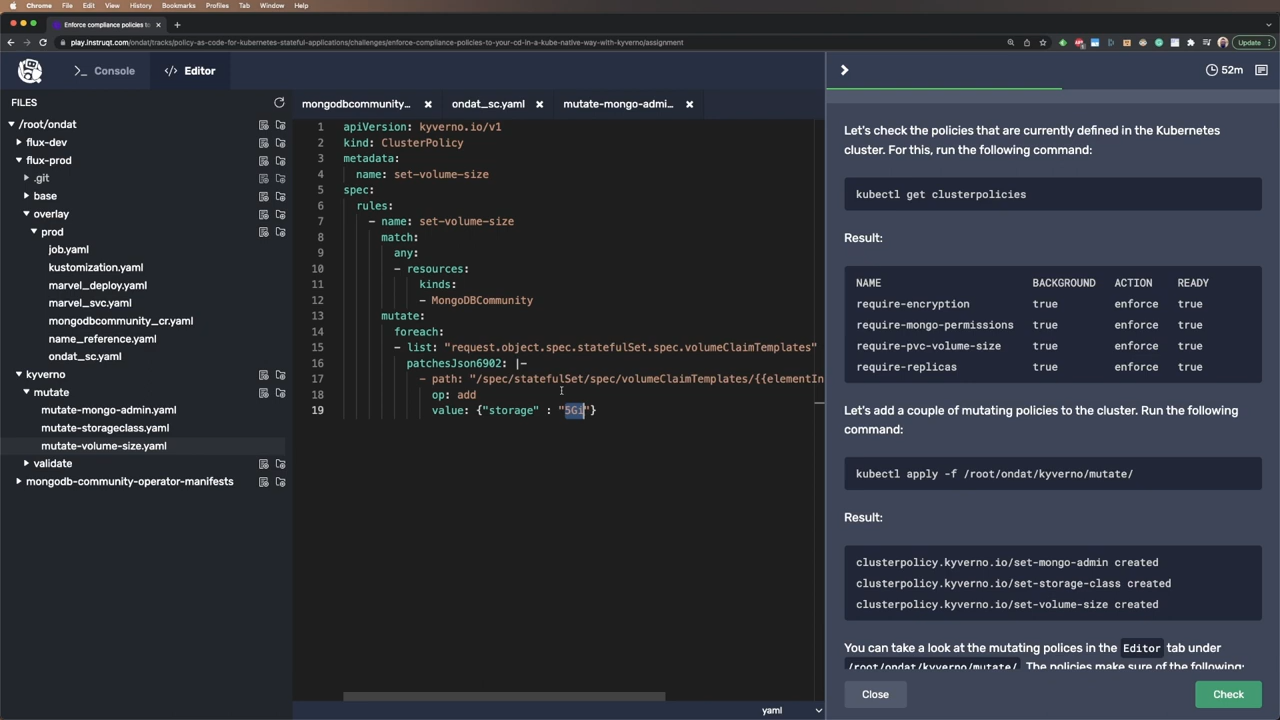 Chrome File Edit View History Bookmarks Profiles Tab Window Help
Enforce compliance policies to
play.instruqt.com/ondat/tracks/policy-as-code-for-kubernetes-stateful-applications/challenges/enforce-compliance-policies-to-your-cd-in-a-kube-native-way-with-kyverno/assignment
Update
>_ Console
</> Editor
52m
FILES
/root/ondat
flux-dev
flux-prod
.git
base
overlay
prod
job.yaml
kustomization.yaml
marvel_deploy.yaml
marvel_svc.yaml
mongodbcommunity_cr.yaml
name_reference.yaml
ondat_sc.yaml
kyverno
mutate
mutate-mongo-admin.yaml
mutate-storageclass.yaml
mutate-volume-size.yaml
validate
mongodb-community-operator-manifests
mongodbcommunity... ondat_sc.yaml mutate-mongo-admi...
1 apiVersion: kyverno.io/v1
2 kind: ClusterPolicy
3 metadata:
4 name: set-volume-size
5 spec:
6 rules:
7 - name: set-volume-size
8 match:
9 any:
10 - resources:
11 kinds:
12 - MongoDBCommunity
13 mutate:
14 foreach:
15 - list: "request.object.spec.statefulSet.spec.volumeClaimTemplates"
16 patchesJson6902: |-
17 - path: "/spec/statefulSet/spec/volumeClaimTemplates/{{elementIn
18 op: add
19 value: {"storage" : "5Gi"}
yaml
Let's check the policies that are currently defined in the Kubernetes
cluster. For this, run the following command:
kubectl get clusterpolicies
Result:
NAME BACKGROUND ACTION READY
require-encryption true enforce true
require-mongo-permissions true enforce true
require-pvc-volume-size true enforce true
require-replicas true enforce true
Let's add a couple of mutating policies to the cluster. Run the following
command:
kubectl apply -f /root/ondat/kyverno/mutate/
Result:
clusterpolicy.kyverno.io/set-mongo-admin created
clusterpolicy.kyverno.io/set-storage-class created
clusterpolicy.kyverno.io/set-volume-size created
You can take a look at the mutating polices in the Editor tab under
/root/ondat/kyverno/mutate/. The policies make sure of the following:
Close
Check